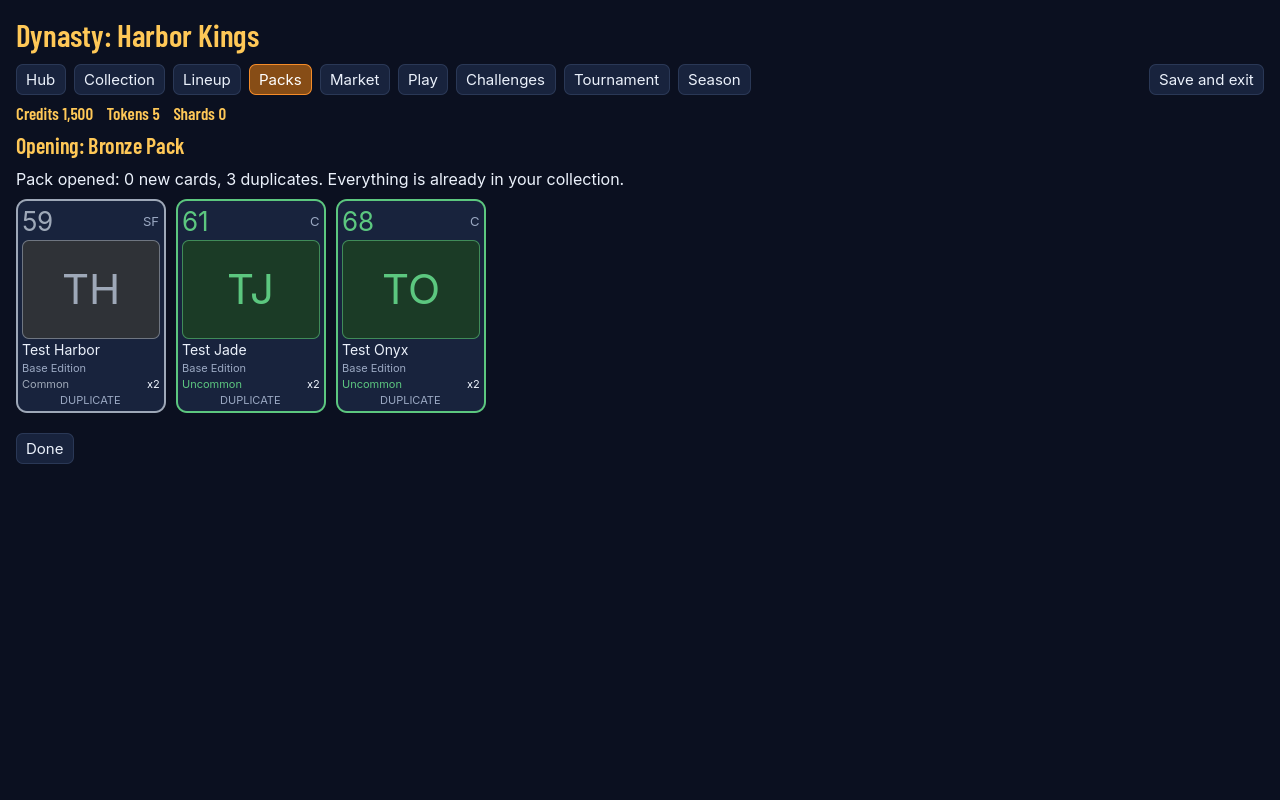 Dynasty: Harbor Kings
Hub Collection Lineup Packs Market Play Challenges Tournament Season Save and exit
Credits 1,500 Tokens 5 Shards 0
Opening: Bronze Pack
Pack opened: 0 new cards, 3 duplicates. Everything is already in your collection.
59 SF 61 C 68 C
TH TJ TO
Test Harbor Test Jade Test Onyx
Base Edition Base Edition Base Edition
Common x2 Uncommon x2 Uncommon x2
DUPLICATE DUPLICATE DUPLICATE
Done